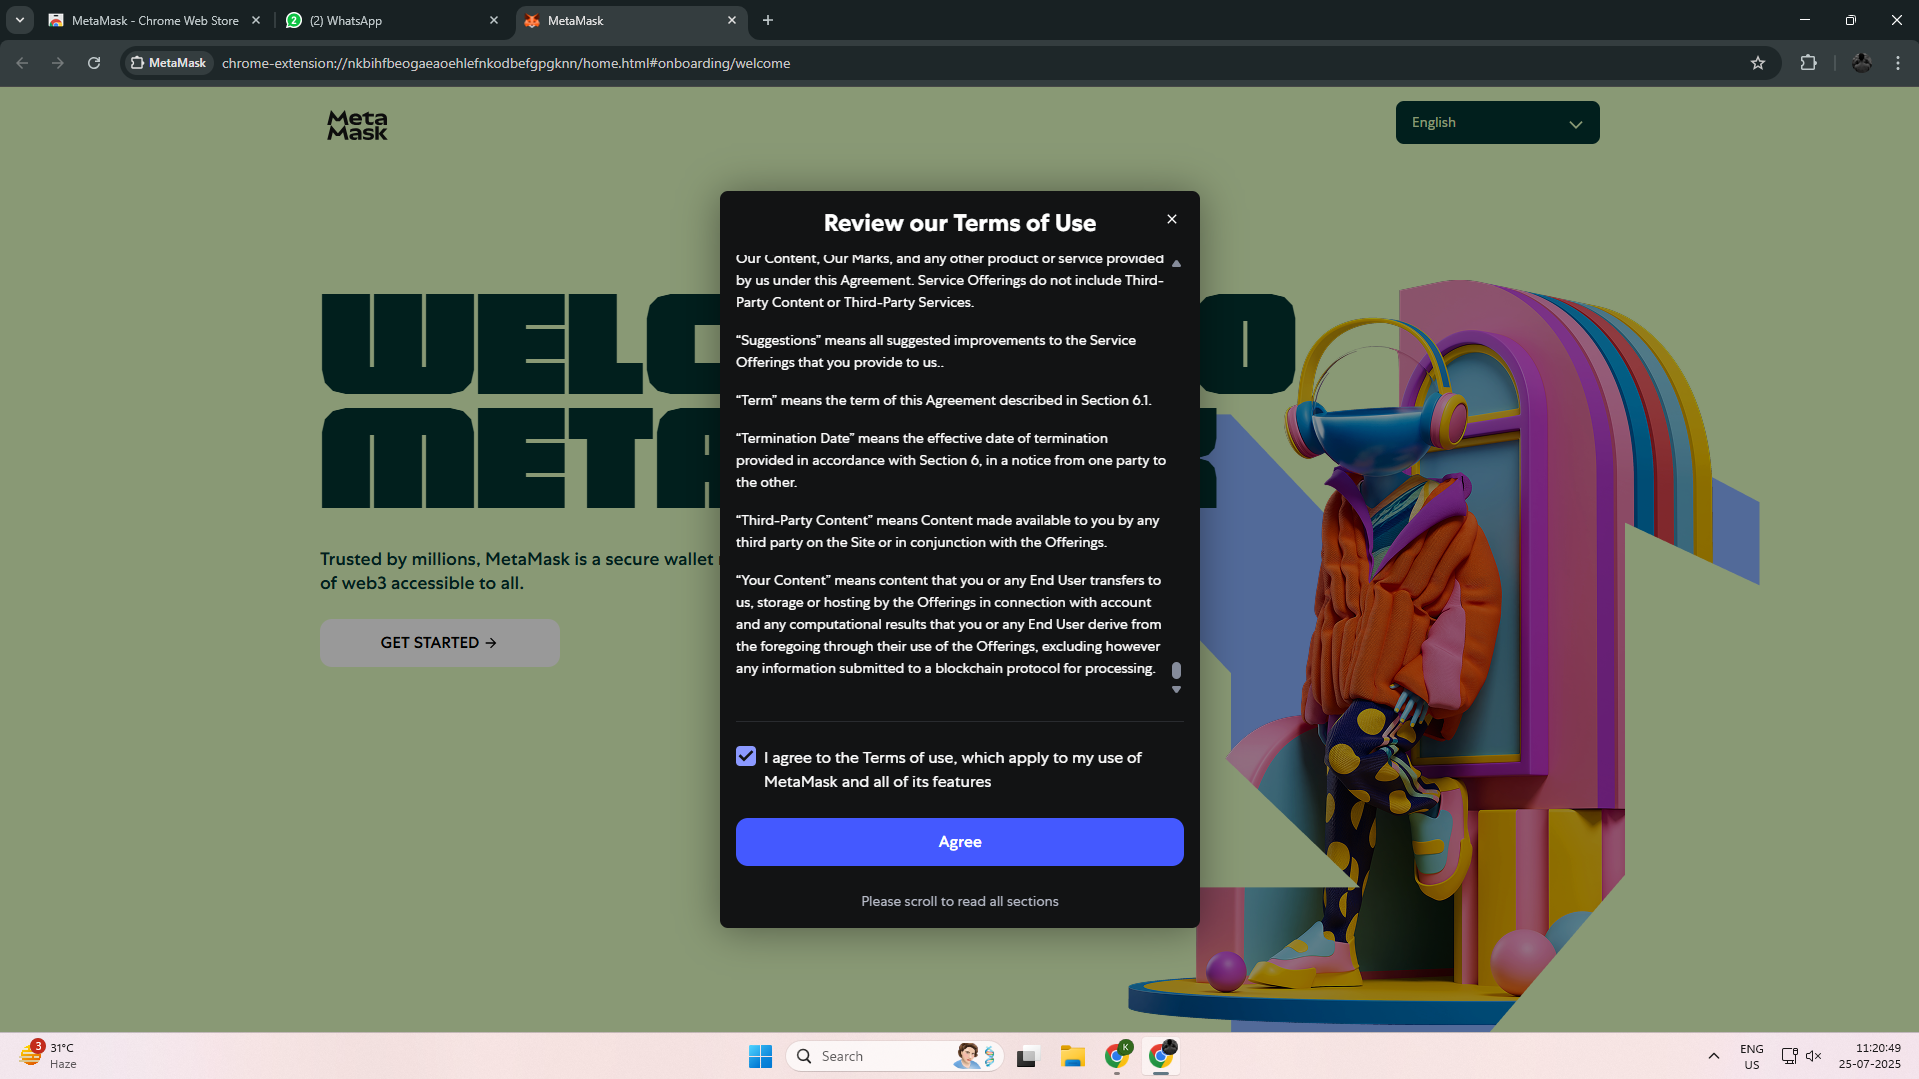 MetaMask - Chrome Web Store
2
(2) WhatsApp
MetaMask
MetaMask
chrome-extension://nkbihfbeogaeaoehlefnkodbefgpgknn/home.html#onboarding/welcome
Meta
Mask
English
Review our Terms of Use
Our Content, Our Marks, and any other product or service provided
by us under this Agreement. Service Offerings do not include Third-
Party Content or Third-Party Services.
“Suggestions” means all suggested improvements to the Service
Offerings that you provide to us..
“Term” means the term of this Agreement described in Section 6.1.
“Termination Date” means the effective date of termination
provided in accordance with Section 6, in a notice from one party to
the other.
“Third-Party Content” means Content made available to you by any
third party on the Site or in conjunction with the Offerings.
“Your Content” means content that you or any End User transfers to
us, storage or hosting by the Offerings in connection with account
and any computational results that you or any End User derive from
the foregoing through their use of the Offerings, excluding however
any information submitted to a blockchain protocol for processing.
I agree to the Terms of use, which apply to my use of
MetaMask and all of its features
Agree
Please scroll to read all sections
Trusted by millions, MetaMask is a secure wallet
of web3 accessible to all.
GET STARTED →
3
31°C
Haze
Search
K
ENG
US
11:20:49
25-07-2025